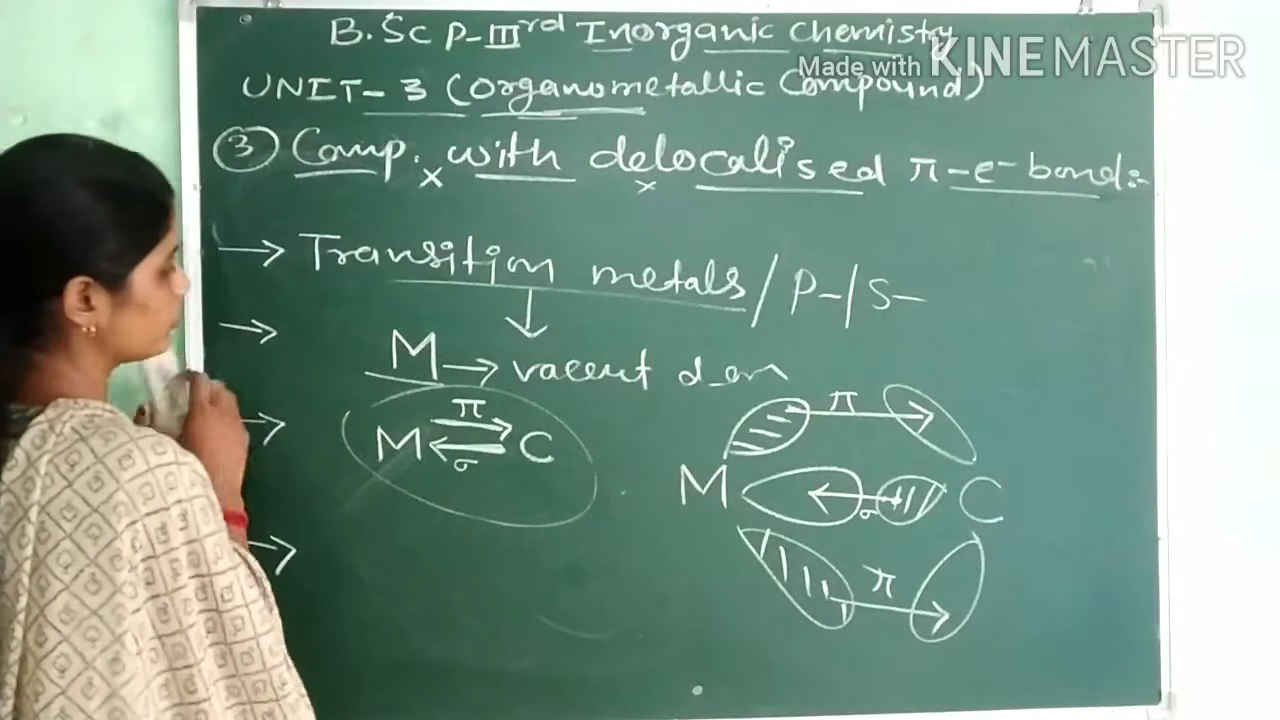 B.Sc P-IIIrd Inorganic Chemistry
Made with KINEMASTER
UNIT-3 (Organometallic Compound)
③ Comp. with delocalised π-e- bond:-
→ Transition metals / P-/S-
→
M → vacent d-
→ M π ⇄ σ C
→
π
M σ C
π